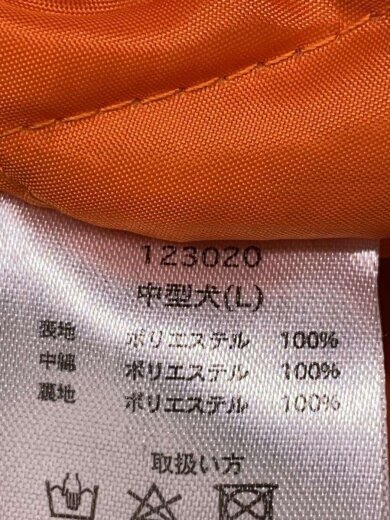 123020
中型犬(L)
表地 ポリエステル 100%
中綿 ポリエステル 100%
裏地 ポリエステル 100%
取扱い方